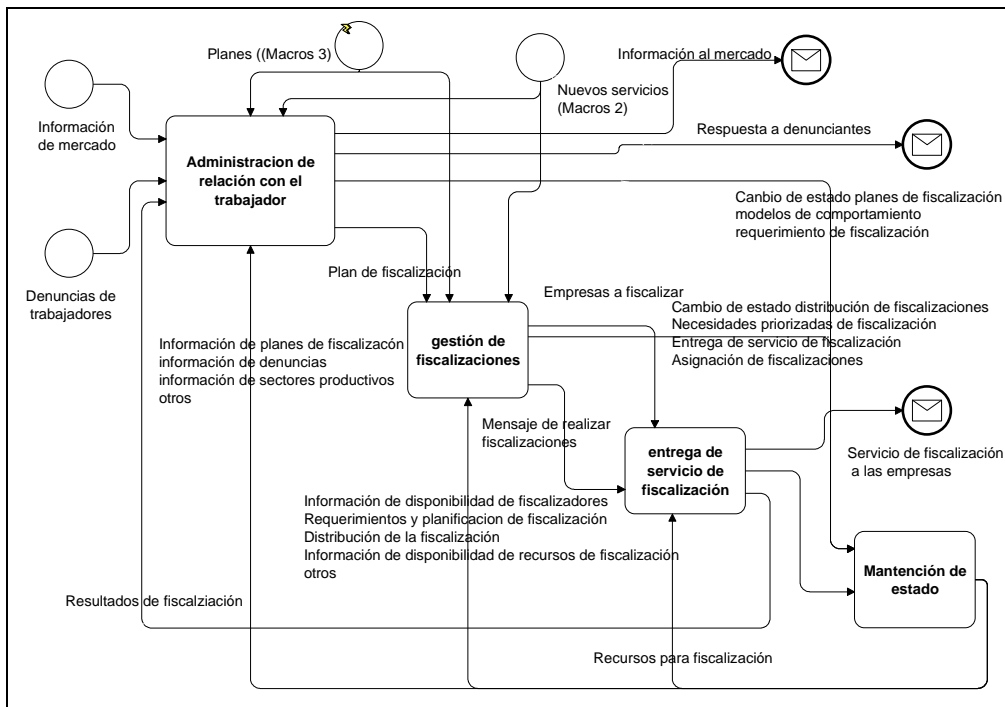 Planes ((Macros 3)
Información al mercado
Nuevos servicios
(Macros 2)
Información
de mercado
Respuesta a denunciantes
Administracion de
relación con el
trabajador
Canbio de estado planes de fiscalización
modelos de comportamiento
requerimiento de fiscalización
Denuncias de
trabajadores
Plan de fiscalización
Empresas a fiscalizar
Cambio de estado distribución de fiscalizaciones
Necesidades priorizadas de fiscalización
Entrega de servicio de fiscalización
Asignación de fiscalizaciones
gestión de
fiscalizaciones
Información de planes de fiscalizacón
información de denuncias
información de sectores productivos
otros
Mensaje de realizar
fiscalizaciones
entrega de
servicio de
fiscalización
Servicio de fiscalización
a las empresas
Información de disponibilidad de fiscalizadores
Requerimientos y planificacion de fiscalización
Distribución de la fiscalización
Información de disponibilidad de recursos de fiscalización
otros
Mantención de
estado
Resultados de fiscalziación
Recursos para fiscalización